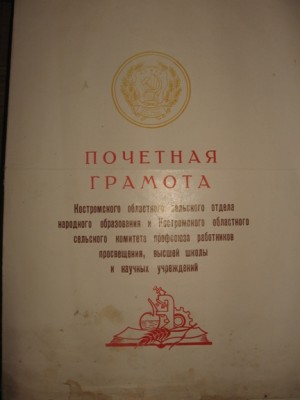 ПОЧЕТНАЯ
ГРАМОТА
Костромского областного сельского отдела
народного образования и Костромского областного
сельского комитета профсоюза работников
просвещения, высшей школы
и научных учреждений